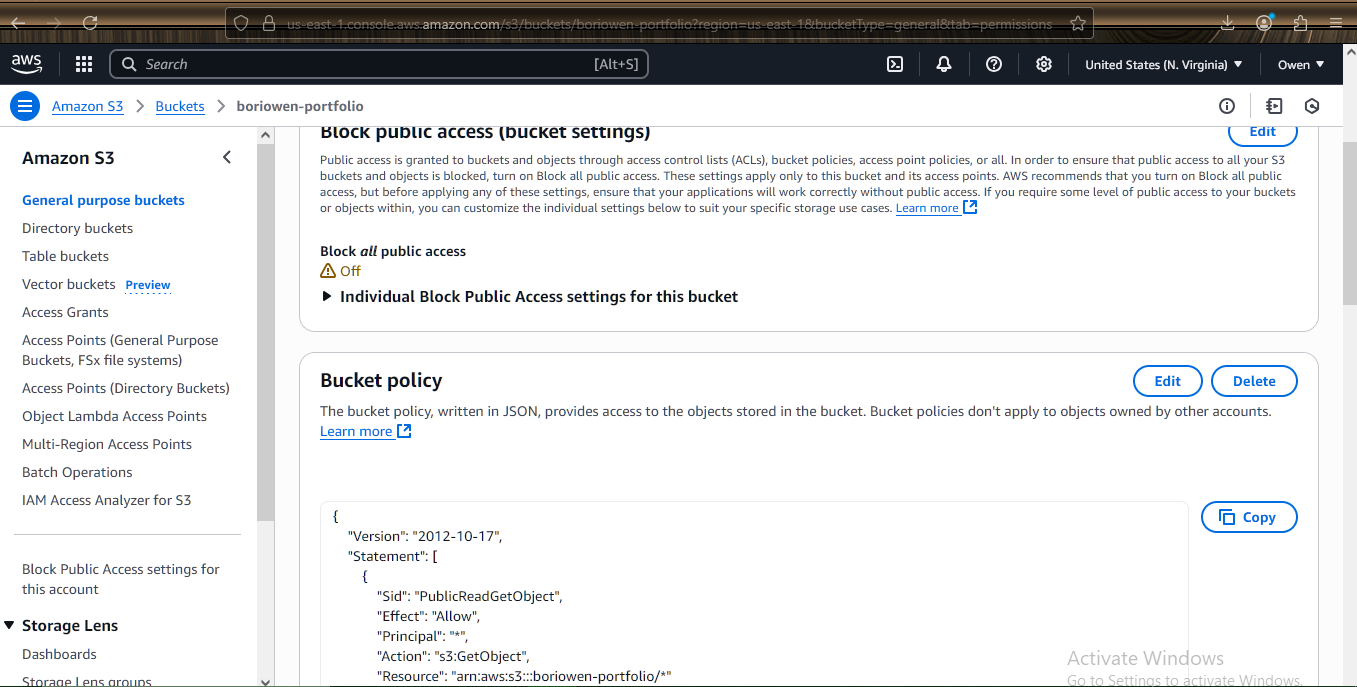 us-east-1.console.aws.amazon.com/s3/buckets/boriowen-portfolio?region=us-east-1&bucketType=general&tab=permissions
aws
Search
[Alt+S]
United States (N. Virginia)
Owen
Amazon S3
Buckets
boriowen-portfolio
Amazon S3
General purpose buckets
Directory buckets
Table buckets
Vector buckets Preview
Access Grants
Access Points (General Purpose
Buckets, FSx file systems)
Access Points (Directory Buckets)
Object Lambda Access Points
Multi-Region Access Points
Batch Operations
IAM Access Analyzer for S3
Block Public Access settings for
this account
Storage Lens
Dashboards
Storage Lens groups
Block public access (bucket settings)
Edit
Public access is granted to buckets and objects through access control lists (ACLs), bucket policies, access point policies, or all. In order to ensure that public access to all your S3
buckets and objects is blocked, turn on Block all public access. These settings apply only to this bucket and its access points. AWS recommends that you turn on Block all public
access, but before applying any of these settings, ensure that your applications will work correctly without public access. If you require some level of public access to your buckets
or objects within, you can customize the individual settings below to suit your specific storage use cases. Learn more
Block all public access
Off
Individual Block Public Access settings for this bucket
Bucket policy
Edit
Delete
The bucket policy, written in JSON, provides access to the objects stored in the bucket. Bucket policies don't apply to objects owned by other accounts.
Learn more
Copy
{
"Version": "2012-10-17",
"Statement": [
{
"Sid": "PublicReadGetObject",
"Effect": "Allow",
"Principal": "*",
"Action": "s3:GetObject",
"Resource": "arn:aws:s3:::boriowen-portfolio/*"
Activate Windows
Go to Settings to activate Windows.